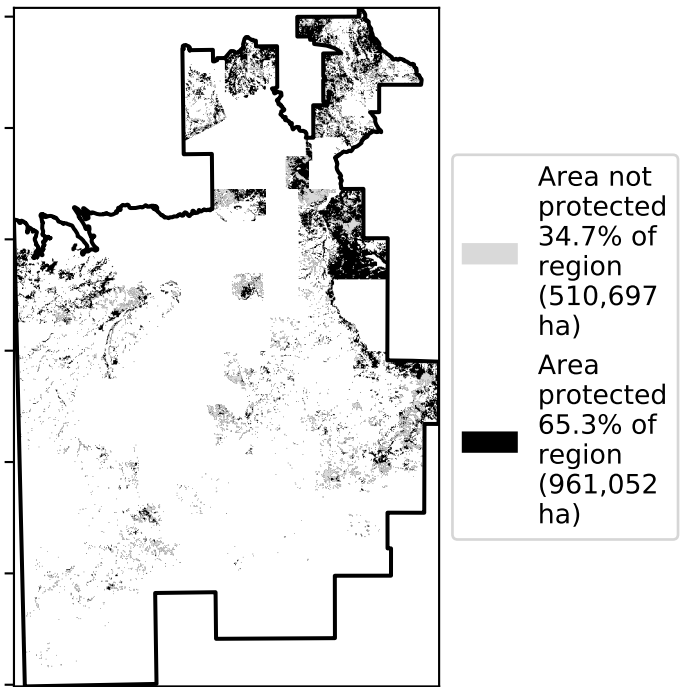 Area not
protected
34.7% of
region
(510,697
ha)
Area
protected
65.3% of
region
(961,052
ha)